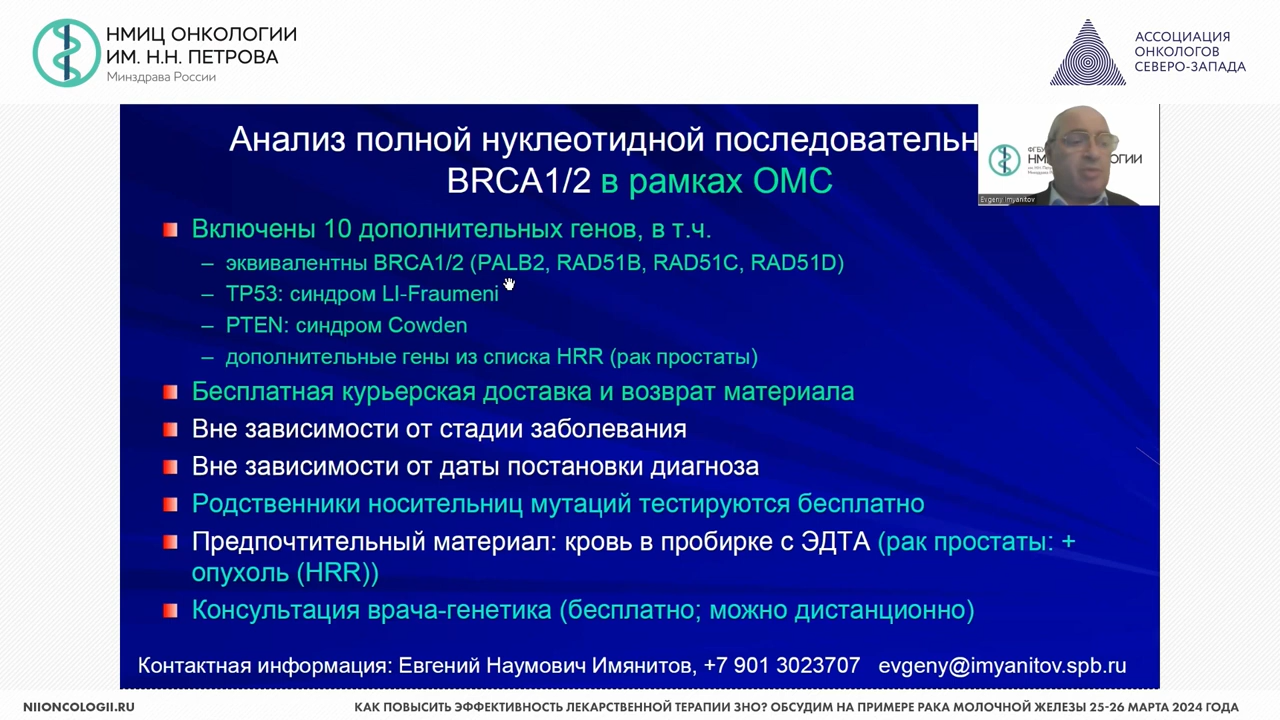 НМИЦ ОНКОЛОГИИ
ИМ. Н.Н. ПЕТРОВА
Минздрава России
АССОЦИАЦИЯ
ОНКОЛОГОВ
СЕВЕРО-ЗАПАДА
Анализ полной нуклеотидной последовательн
BRCA1/2 в рамках ОМС
Evgeny Imyanitov
Включены 10 дополнительных генов, в т.ч.
– эквивалентны BRCA1/2 (PALB2, RAD51B, RAD51C, RAD51D)
– TP53: синдром LI-Fraumeni
– PTEN: синдром Cowden
– дополнительные гены из списка HRR (рак простаты)
Бесплатная курьерская доставка и возврат материала
Вне зависимости от стадии заболевания
Вне зависимости от даты постановки диагноза
Родственники носительниц мутаций тестируются бесплатно
Предпочтительный материал: кровь в пробирке с ЭДТА (рак простаты: +
опухоль (HRR))
Консультация врача-генетика (бесплатно; можно дистанционно)
Контактная информация: Евгений Наумович Имянитов, +7 901 3023707 evgeny@imyanitov.spb.ru
NIIONCOLOGII.RU
КАК ПОВЫСИТЬ ЭФФЕКТИВНОСТЬ ЛЕКАРСТВЕННОЙ ТЕРАПИИ ЗНО? ОБСУДИМ НА ПРИМЕРЕ РАКА МОЛОЧНОЙ ЖЕЛЕЗЫ 25-26 МАРТА 2024 ГОДА